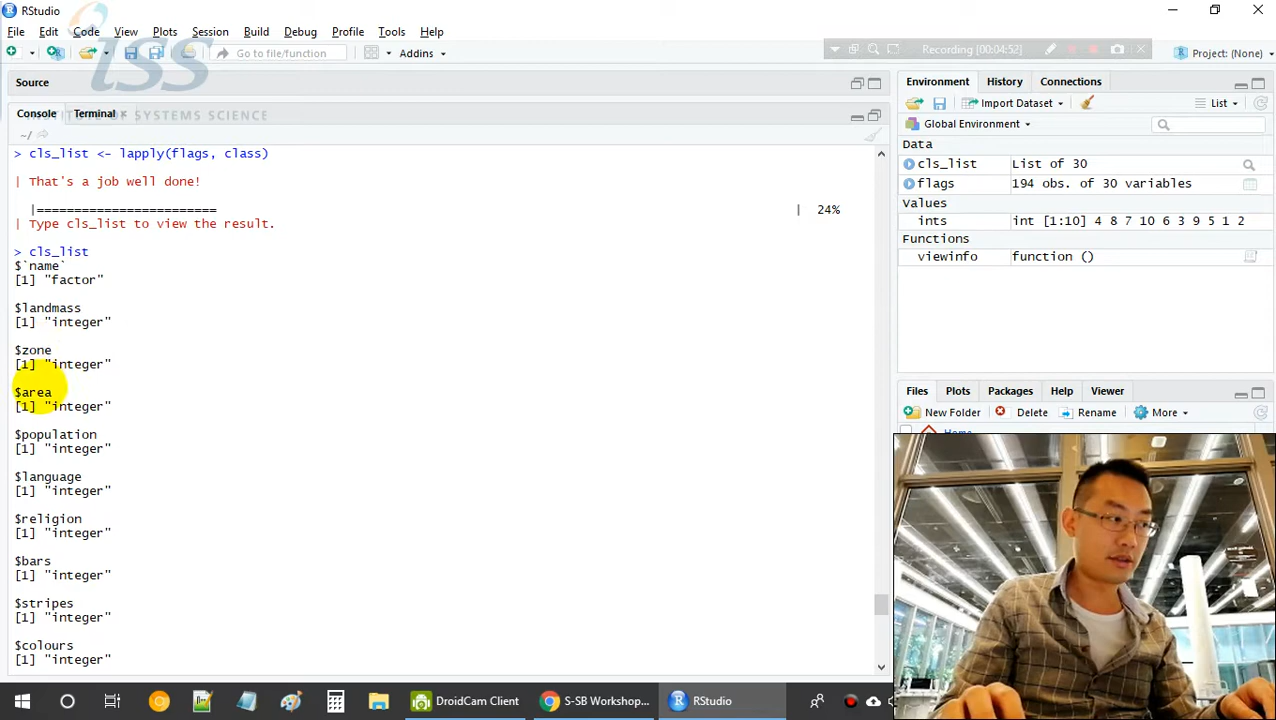 RStudio
File Edit Code View Plots Session Build Debug Profile Tools Help
Go to file/function
Addins
Recording [00:04:52]
Project: (None)
iss
INSTITUTE OF SYSTEMS SCIENCE
Source
Console Terminal ×
~/
> cls_list <- lapply(flags, class)
| That's a job well done!
|======================== | 24%
| Type cls_list to view the result.
> cls_list
$`name`
[1] "factor"
$landmass
[1] "integer"
$zone
[1] "integer"
$area
[1] "integer"
$population
[1] "integer"
$language
[1] "integer"
$religion
[1] "integer"
$bars
[1] "integer"
$stripes
[1] "integer"
$colours
[1] "integer"
Environment History Connections
Import Dataset
List
Global Environment
Data
cls_list List of 30
flags 194 obs. of 30 variables
Values
ints int [1:10] 4 8 7 10 6 3 9 5 1 2
Functions
viewinfo function ()
Files Plots Packages Help Viewer
New Folder Delete Rename More
Home
DroidCam Client
S-SB Workshop...
RStudio